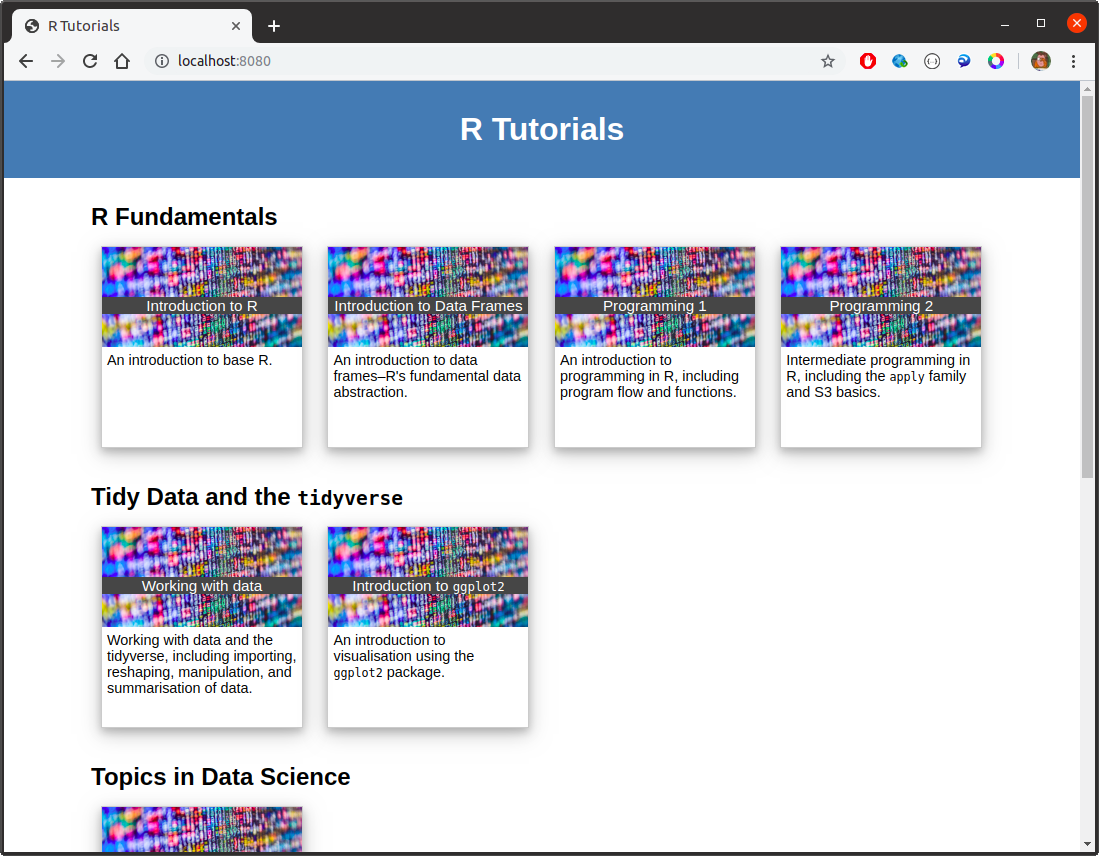 R Tutorials
localhost:8080
R Tutorials
R Fundamentals
Introduction to R
An introduction to base R.
Introduction to Data Frames
An introduction to data
frames–R's fundamental data
abstraction.
Programming 1
An introduction to
programming in R, including
program flow and functions.
Programming 2
Intermediate programming in
R, including the apply family
and S3 basics.
Tidy Data and the tidyverse
Working with data
Working with data and the
tidyverse, including importing,
reshaping, manipulation, and
summarisation of data.
Introduction to ggplot2
An introduction to
visualisation using the
ggplot2 package.
Topics in Data Science